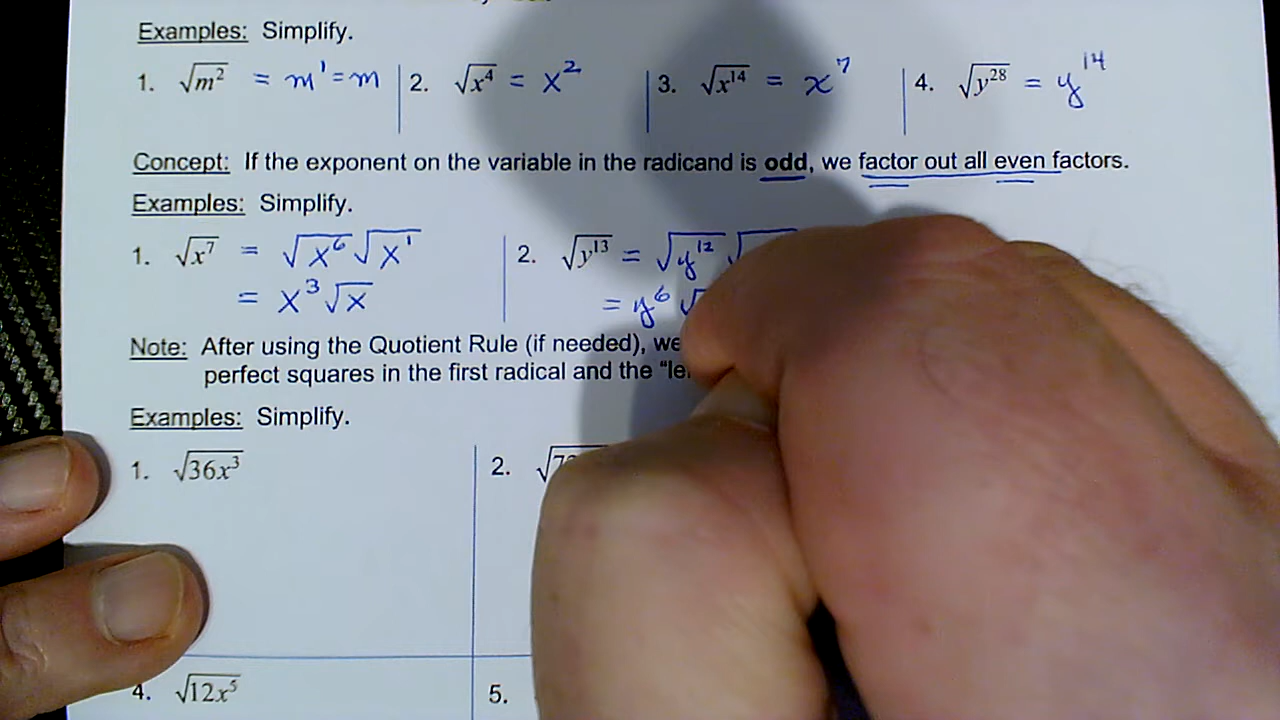 Examples: Simplify.
1. √m² = m¹ = m 2. √x⁴ = x² 3. √x¹⁴ = x⁷ 4. √y²⁸ = y¹⁴
Concept: If the exponent on the variable in the radicand is odd, we factor out all even factors.
Examples: Simplify.
1. √x⁷ = √x⁶ √x¹ 2. √y¹³ = √y¹² √
= x³√x = y⁶ √
Note: After using the Quotient Rule (if needed), we
perfect squares in the first radical and the
Examples: Simplify.
1. √36x³ 2. √
4. √12x⁵ 5.